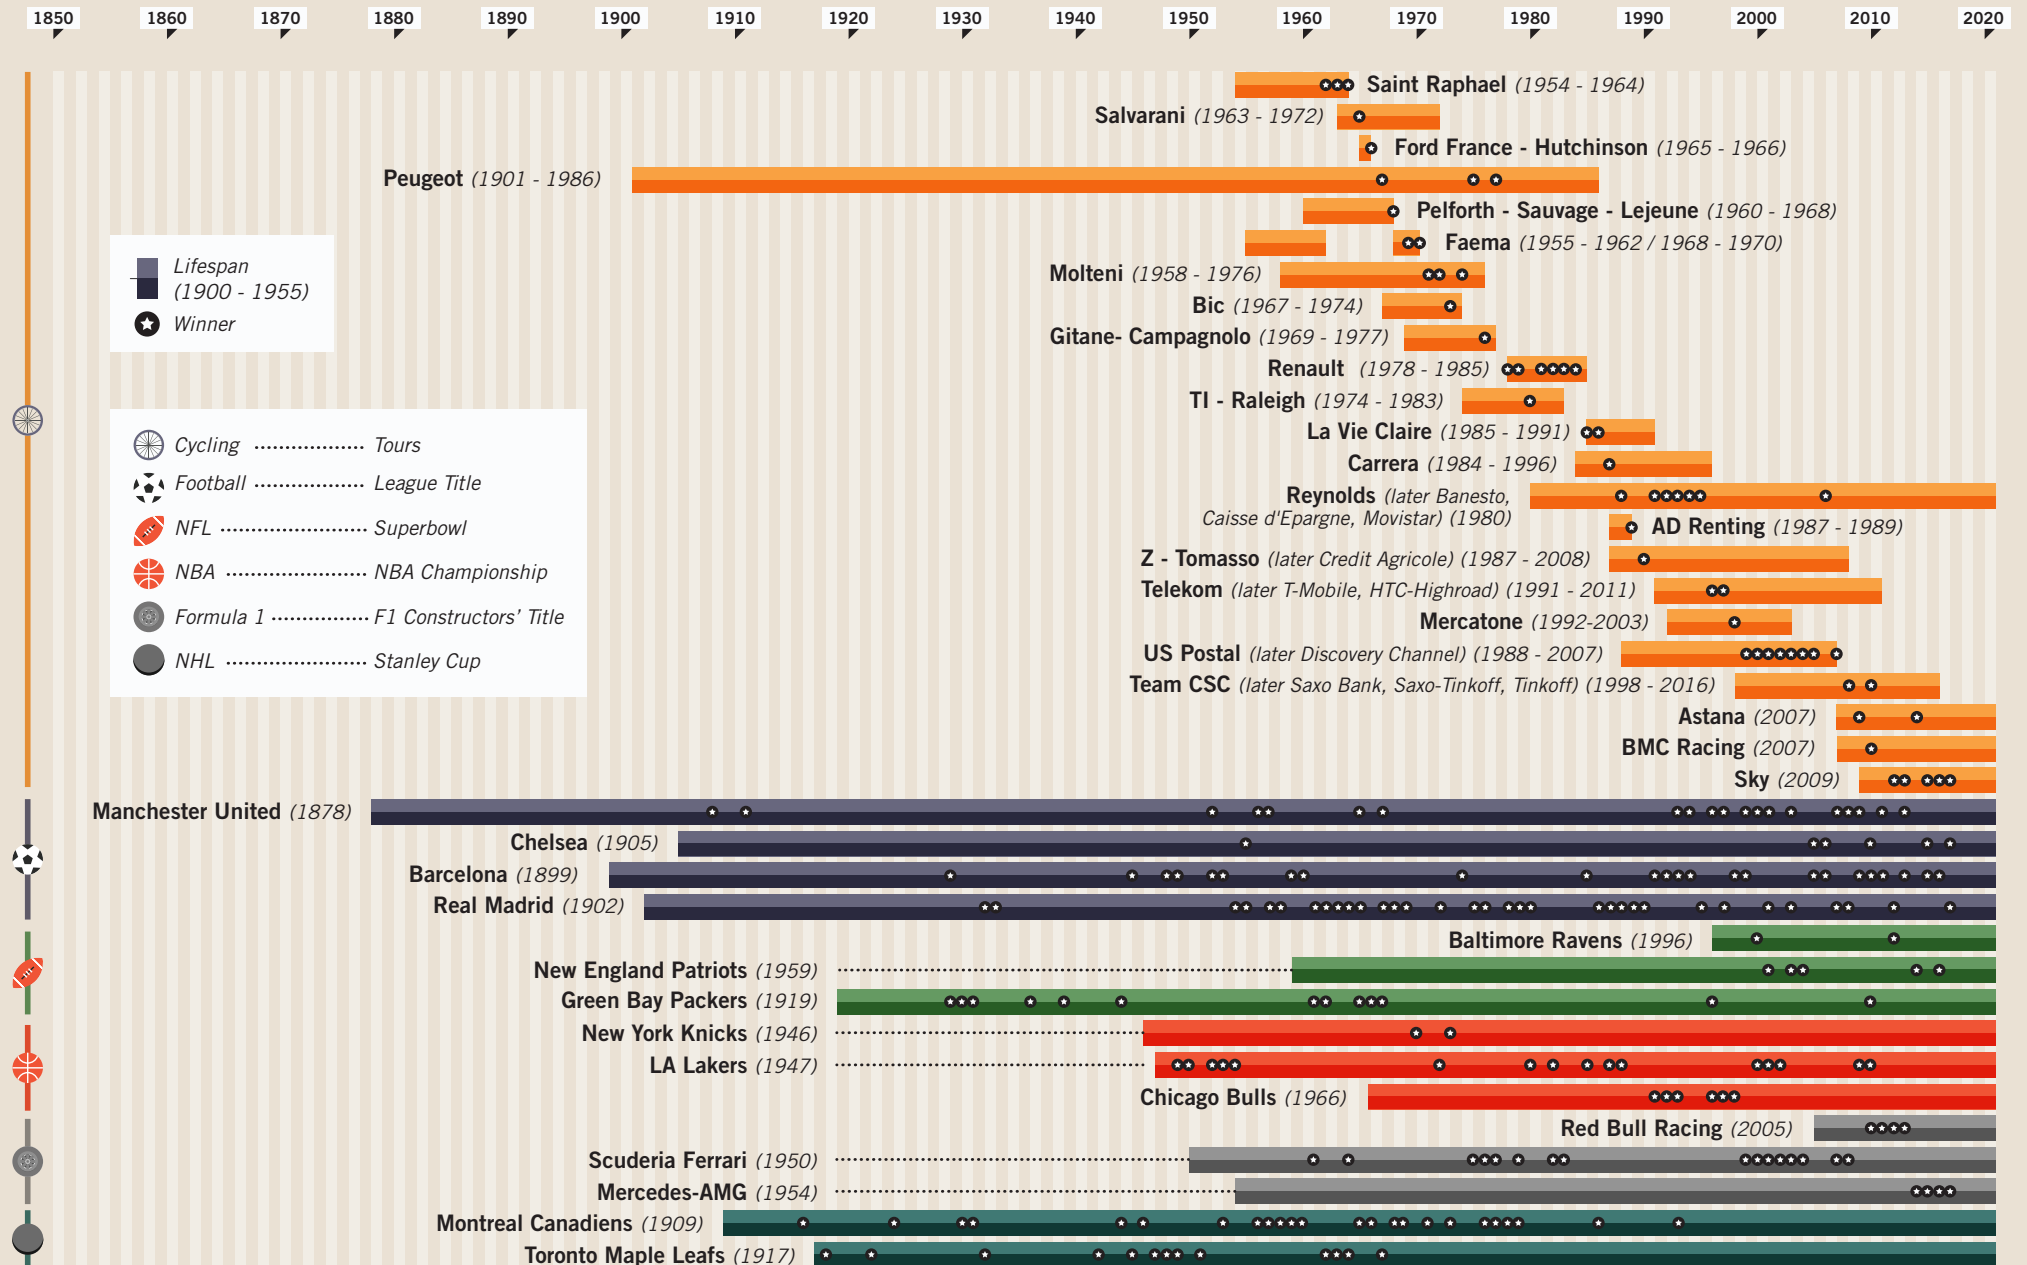 1850 1860 1870 1880 1890 1900 1910 1920 1930 1940 1950 1960 1970 1980 1990 2000 2010 2020
Saint Raphael (1954 - 1964)
Salvarani (1963 - 1972)
Ford France - Hutchinson (1965 - 1966)
Peugeot (1901 - 1986)
Pelforth - Sauvage - Lejeune (1960 - 1968)
Faema (1955 - 1962 / 1968 - 1970)
Molteni (1958 - 1976)
Bic (1967 - 1974)
Gitane- Campagnolo (1969 - 1977)
Renault (1978 - 1985)
TI - Raleigh (1974 - 1983)
La Vie Claire (1985 - 1991)
Carrera (1984 - 1996)
Reynolds (later Banesto,
Caisse d'Epargne, Movistar) (1980)
AD Renting (1987 - 1989)
Z - Tomasso (later Credit Agricole) (1987 - 2008)
Telekom (later T-Mobile, HTC-Highroad) (1991 - 2011)
Mercatone (1992-2003)
US Postal (later Discovery Channel) (1988 - 2007)
Team CSC (later Saxo Bank, Saxo-Tinkoff, Tinkoff) (1998 - 2016)
Astana (2007)
BMC Racing (2007)
Sky (2009)
Lifespan
(1900 - 1955)
Winner
Cycling .................... Tours
Football .................... League Title
NFL .......................... Superbowl
NBA ......................... NBA Championship
Formula 1 ................. F1 Constructors' Title
NHL ......................... Stanley Cup
Manchester United (1878)
Chelsea (1905)
Barcelona (1899)
Real Madrid (1902)
Baltimore Ravens (1996)
New England Patriots (1959)
Green Bay Packers (1919)
New York Knicks (1946)
LA Lakers (1947)
Chicago Bulls (1966)
Red Bull Racing (2005)
Scuderia Ferrari (1950)
Mercedes-AMG (1954)
Montreal Canadiens (1909)
Toronto Maple Leafs (1917)